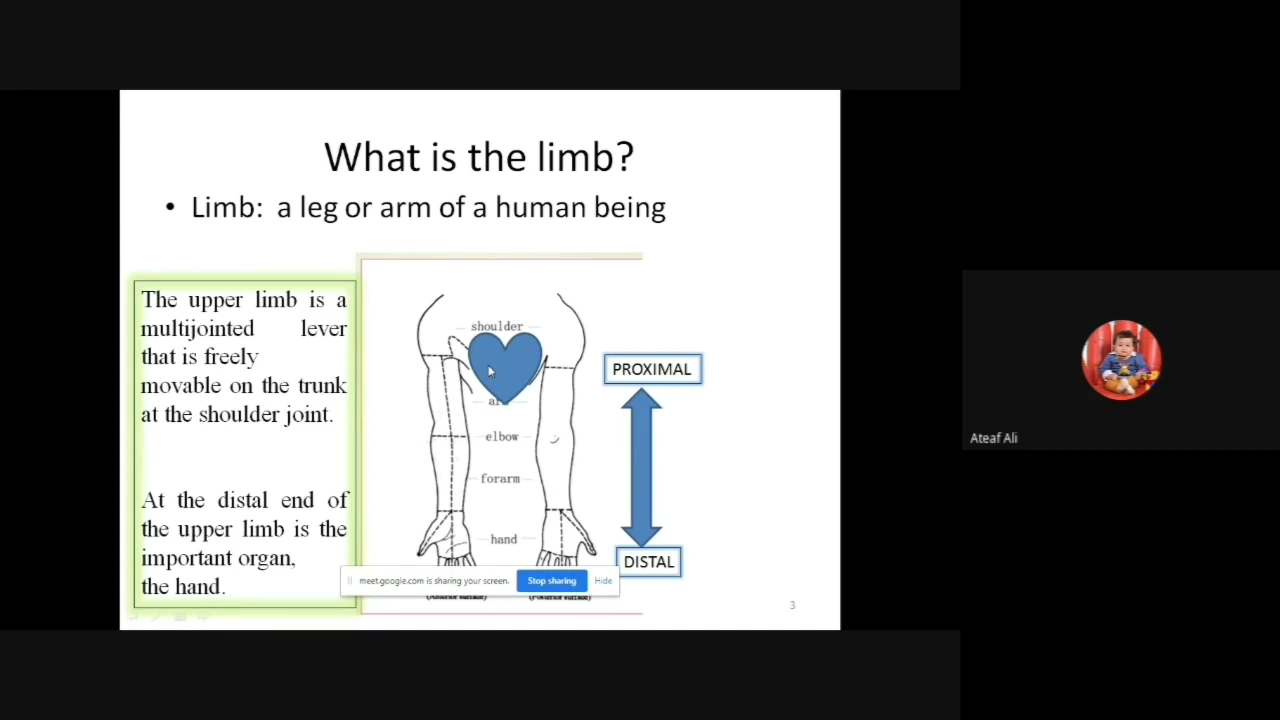 What is the limb?
• Limb: a leg or arm of a human being
The upper limb is a
multijointed lever
that is freely
movable on the trunk
at the shoulder joint.
At the distal end of
the upper limb is the
important organ,
the hand.
shoulder
elbow
forarm
hand
PROXIMAL
DISTAL
meet.google.com is sharing your screen.
Stop sharing
Hide
3
Ateaf Ali